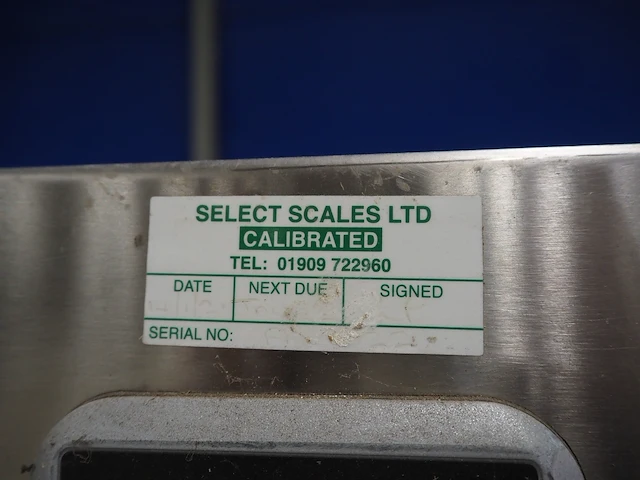 SELECT SCALES LTD
CALIBRATED
TEL: 01909 722960
DATE NEXT DUE SIGNED
SERIAL NO: